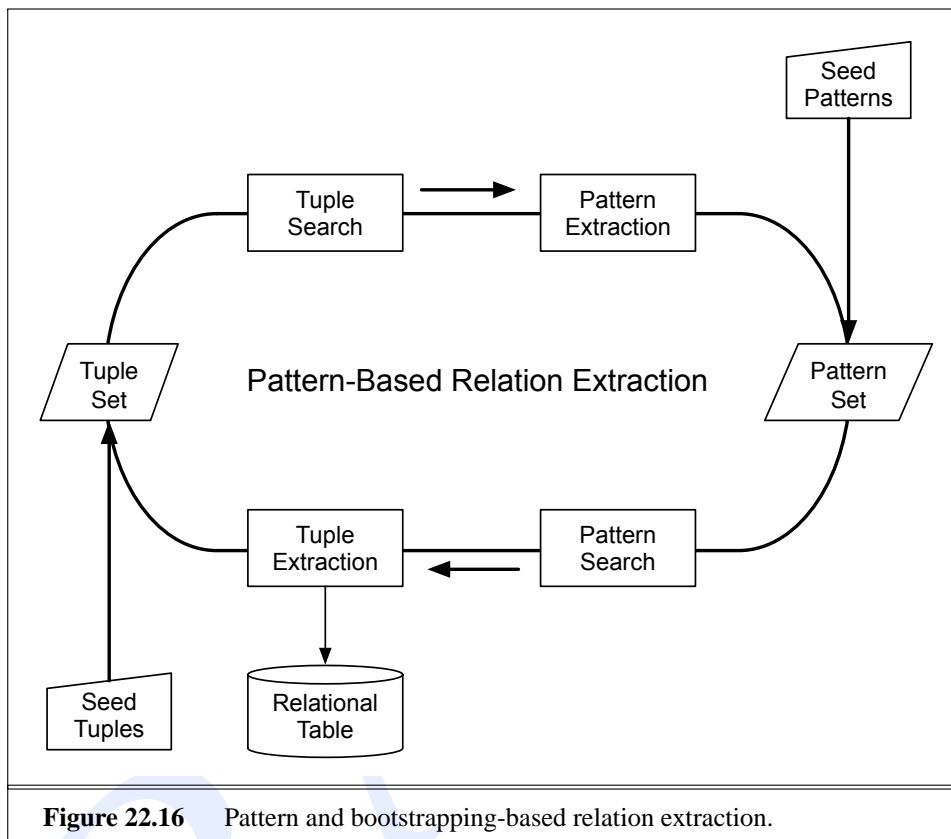 Seed
Patterns
Tuple
Search
Pattern
Extraction
Tuple
Set
Pattern-Based Relation Extraction
Pattern
Set
Tuple
Extraction
Pattern
Search
Seed
Tuples
Relational
Table
Figure 22.16 Pattern and bootstrapping-based relation extraction.